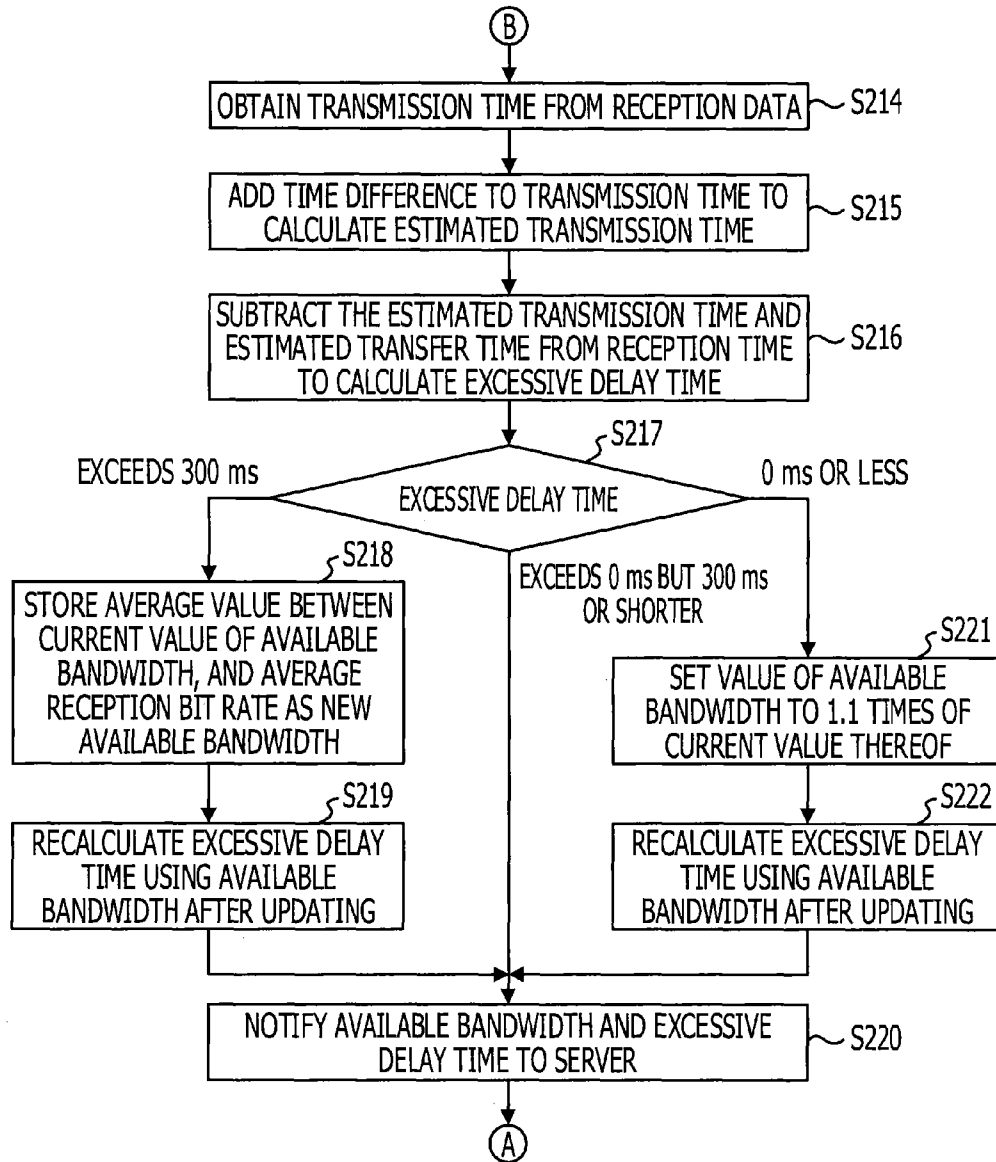 B
OBTAIN TRANSMISSION TIME FROM RECEPTION DATA
S214
ADD TIME DIFFERENCE TO TRANSMISSION TIME TO
CALCULATE ESTIMATED TRANSMISSION TIME
S215
SUBTRACT THE ESTIMATED TRANSMISSION TIME AND
ESTIMATED TRANSFER TIME FROM RECEPTION TIME
TO CALCULATE EXCESSIVE DELAY TIME
S216
S217
EXCEEDS 300 ms
EXCESSIVE DELAY TIME
0 ms OR LESS
EXCEEDS 0 ms BUT 300 ms
OR SHORTER
S218
STORE AVERAGE VALUE BETWEEN
CURRENT VALUE OF AVAILABLE
BANDWIDTH, AND AVERAGE
RECEPTION BIT RATE AS NEW
AVAILABLE BANDWIDTH
S221
SET VALUE OF AVAILABLE
BANDWIDTH TO 1.1 TIMES OF
CURRENT VALUE THEREOF
S219
RECALCULATE EXCESSIVE DELAY
TIME USING AVAILABLE
BANDWIDTH AFTER UPDATING
S222
RECALCULATE EXCESSIVE DELAY
TIME USING AVAILABLE
BANDWIDTH AFTER UPDATING
NOTIFY AVAILABLE BANDWIDTH AND EXCESSIVE
DELAY TIME TO SERVER
S220
A